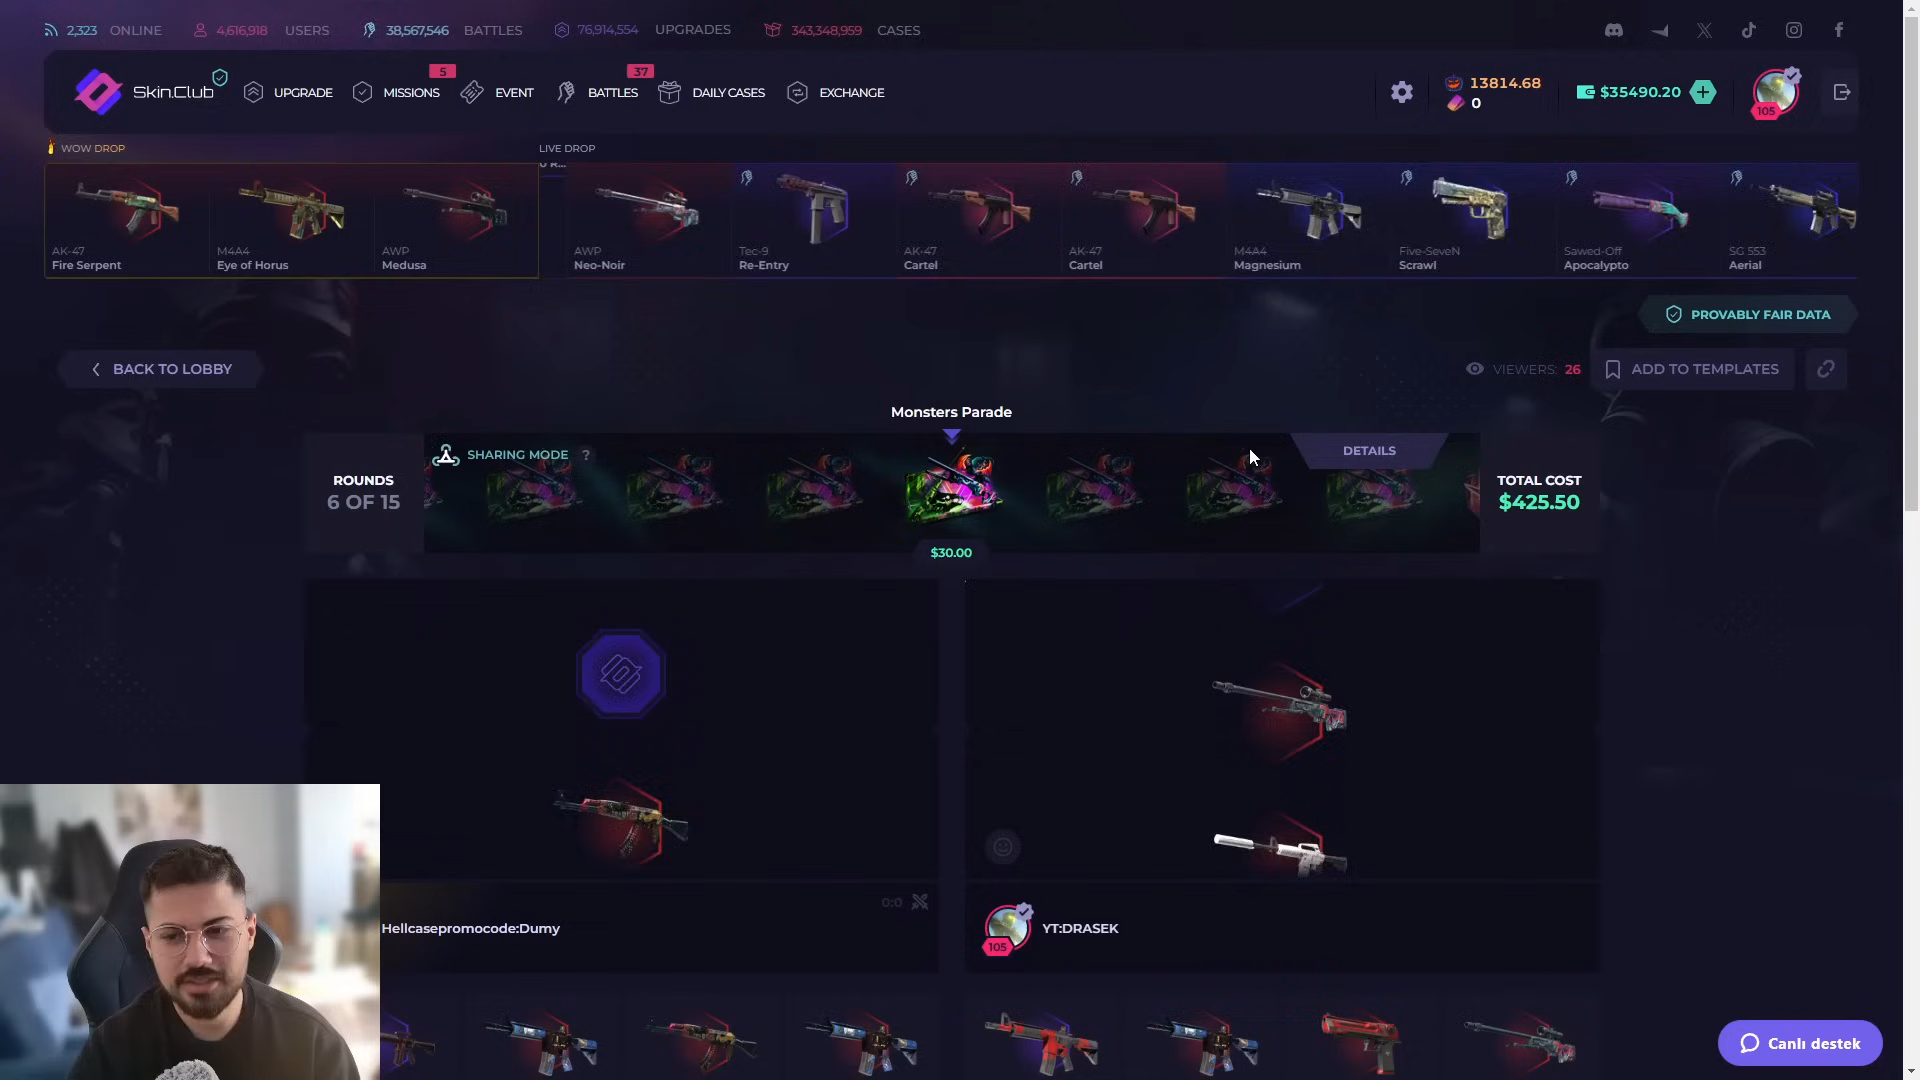 2,323 ONLINE 4,616,918 USERS 38,567,546 BATTLES 76,914,554 UPGRADES 343,348,959 CASES
Skin.Club UPGRADE MISSIONS 5 EVENT BATTLES 37 DAILY CASES EXCHANGE
13814.68
0
$35490.20
105
WOW DROP
LIVE DROP
AK-47
Fire Serpent
M4A4
Eye of Horus
AWP
Medusa
AWP
Neo-Noir
Tec-9
Re-Entry
AK-47
Cartel
AK-47
Cartel
M4A4
Magnesium
Five-SeveN
Scrawl
Sawed-Off
Apocalypto
SG 553
Aerial
PROVABLY FAIR DATA
BACK TO LOBBY
VIEWERS: 26
ADD TO TEMPLATES
Monsters Parade
SHARING MODE ?
DETAILS
ROUNDS
6 OF 15
TOTAL COST
$425.50
$30.00
0:0
Hellcasepromocode:Dumy
105
YT:DRASEK
Canlı destek